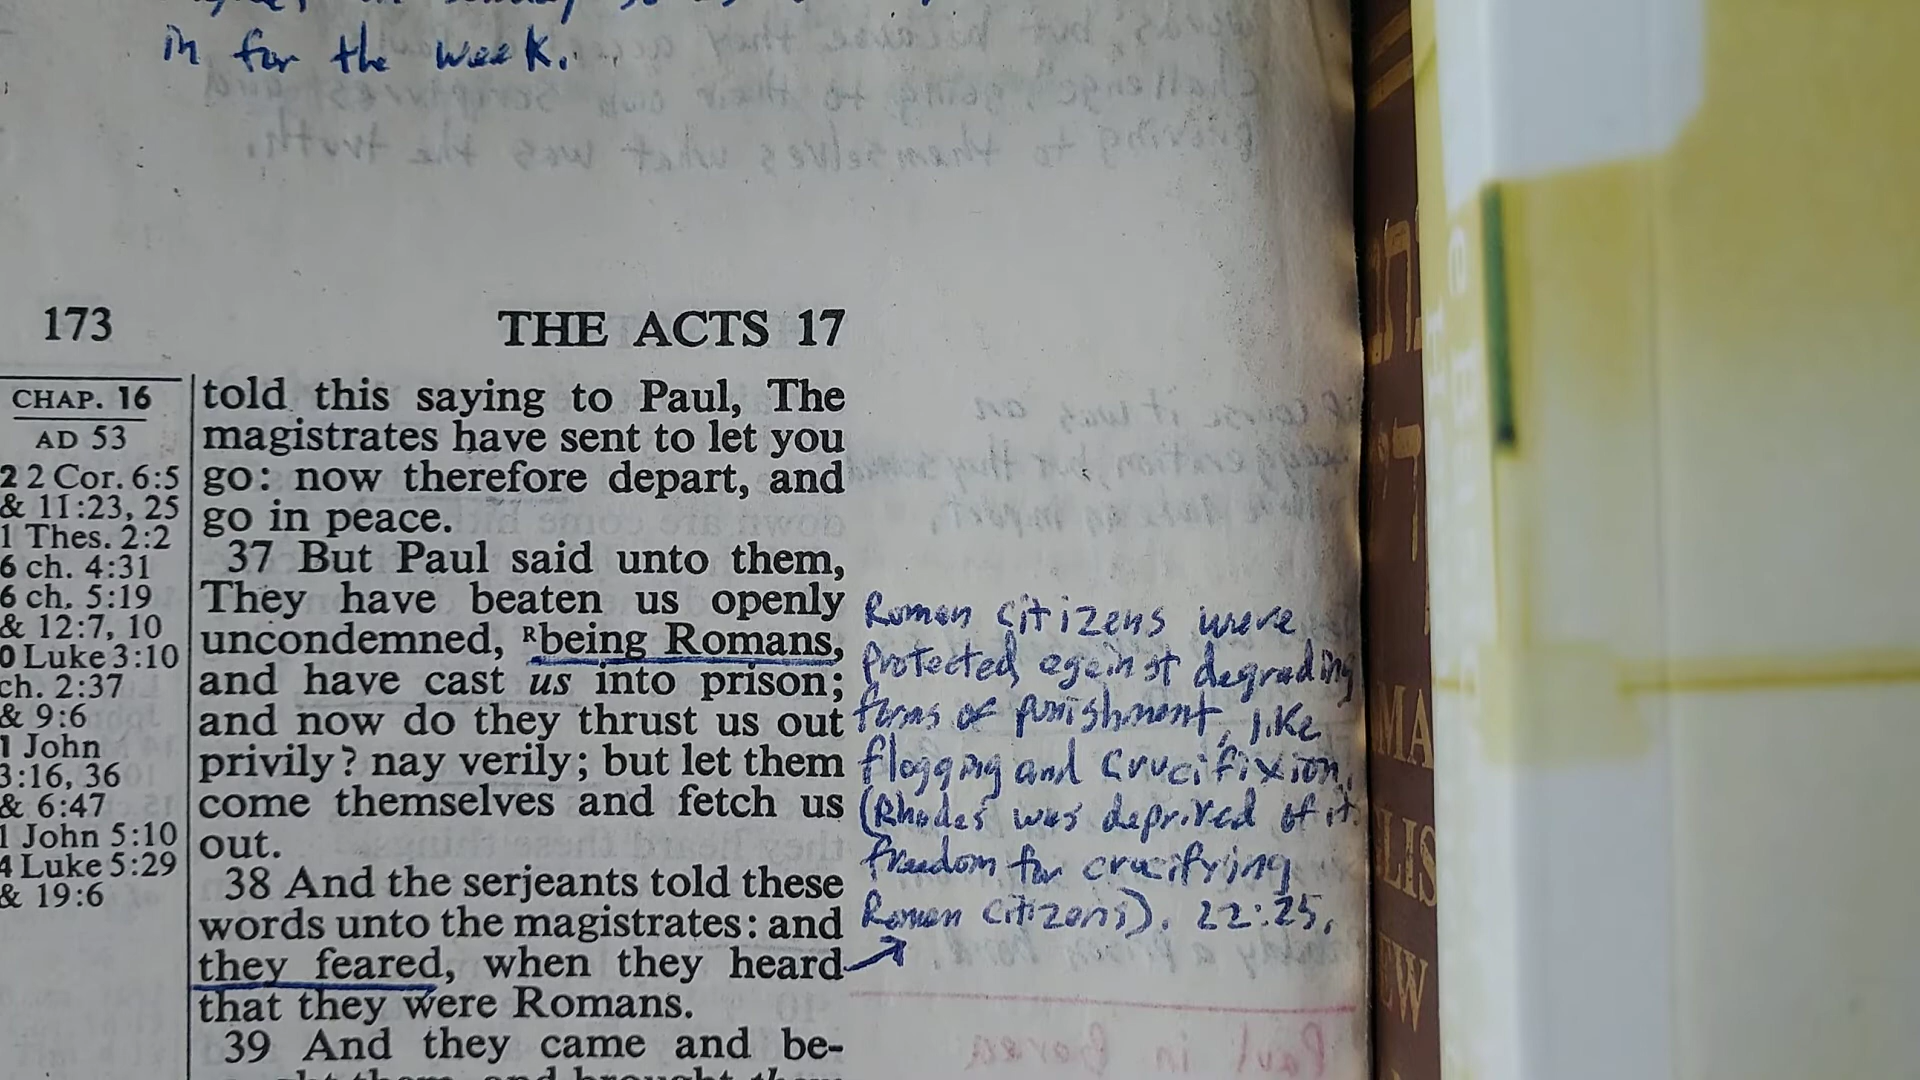 in for the week.
173
THE ACTS 17
CHAP. 16
AD 53
2 2 Cor. 6:5
& 11:23, 25
1 Thes. 2:2
6 ch. 4:31
6 ch. 5:19
& 12:7, 10
0 Luke 3:10
ch. 2:37
& 9:6
1 John
3:16, 36
& 6:47
1 John 5:10
4 Luke 5:29
& 19:6
told this saying to Paul, The
magistrates have sent to let you
go: now therefore depart, and
go in peace.
37 But Paul said unto them,
They have beaten us openly
uncondemned, ᴿbeing Romans,
and have cast us into prison;
and now do they thrust us out
privily? nay verily; but let them
come themselves and fetch us
out.
38 And the serjeants told these
words unto the magistrates: and
they feared, when they heard
that they were Romans.
39 And they came and be-
Roman citizens were
protected against degrading
forms of punishment, like
flogging and crucifixion,
(Rhodes was deprived of its
freedom for crucifying
Roman citizens). 22:25,
MA
LIS
EW